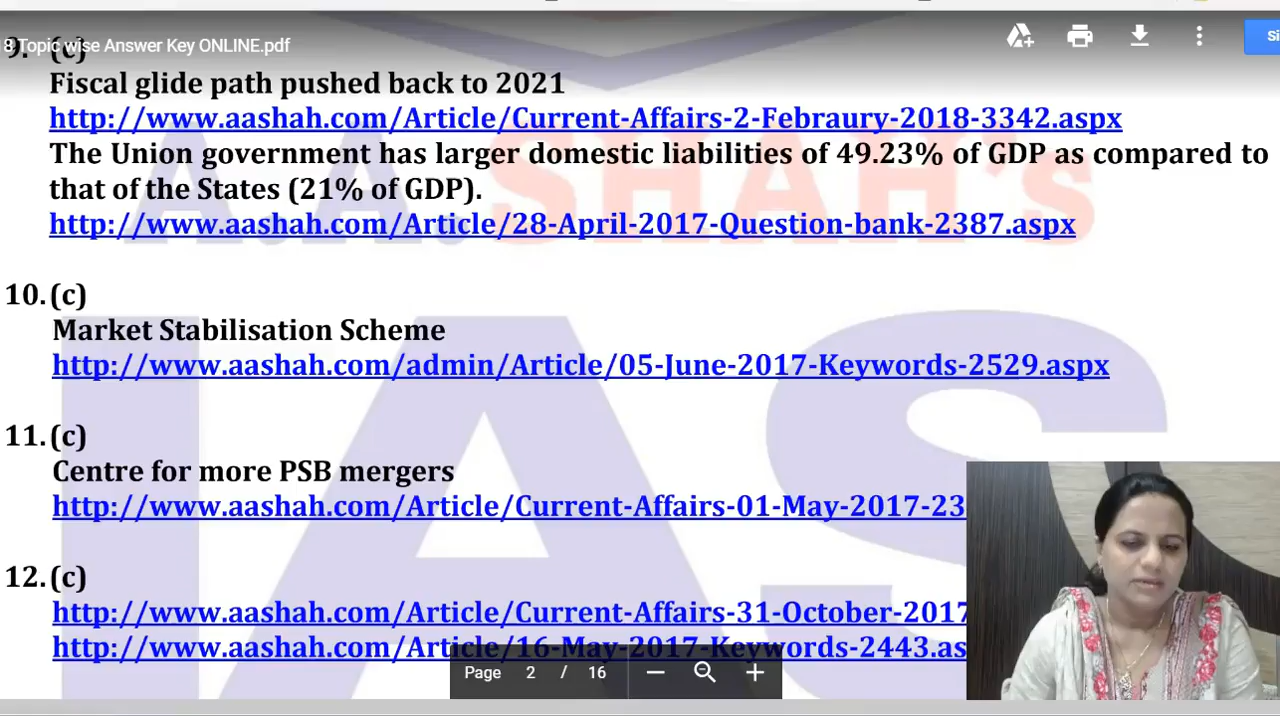 8 Topic wise Answer Key ONLINE.pdf
Si
9. (c)
Fiscal glide path pushed back to 2021
http://www.aashah.com/Article/Current-Affairs-2-Febraury-2018-3342.aspx
The Union government has larger domestic liabilities of 49.23% of GDP as compared to
that of the States (21% of GDP).
http://www.aashah.com/Article/28-April-2017-Question-bank-2387.aspx
10. (c)
Market Stabilisation Scheme
http://www.aashah.com/admin/Article/05-June-2017-Keywords-2529.aspx
11. (c)
Centre for more PSB mergers
http://www.aashah.com/Article/Current-Affairs-01-May-2017-23
12. (c)
http://www.aashah.com/Article/Current-Affairs-31-October-2017
http://www.aashah.com/Article/16-May-2017-Keywords-2443.as
Page 2 / 16
A.A.SHAH's
IAS